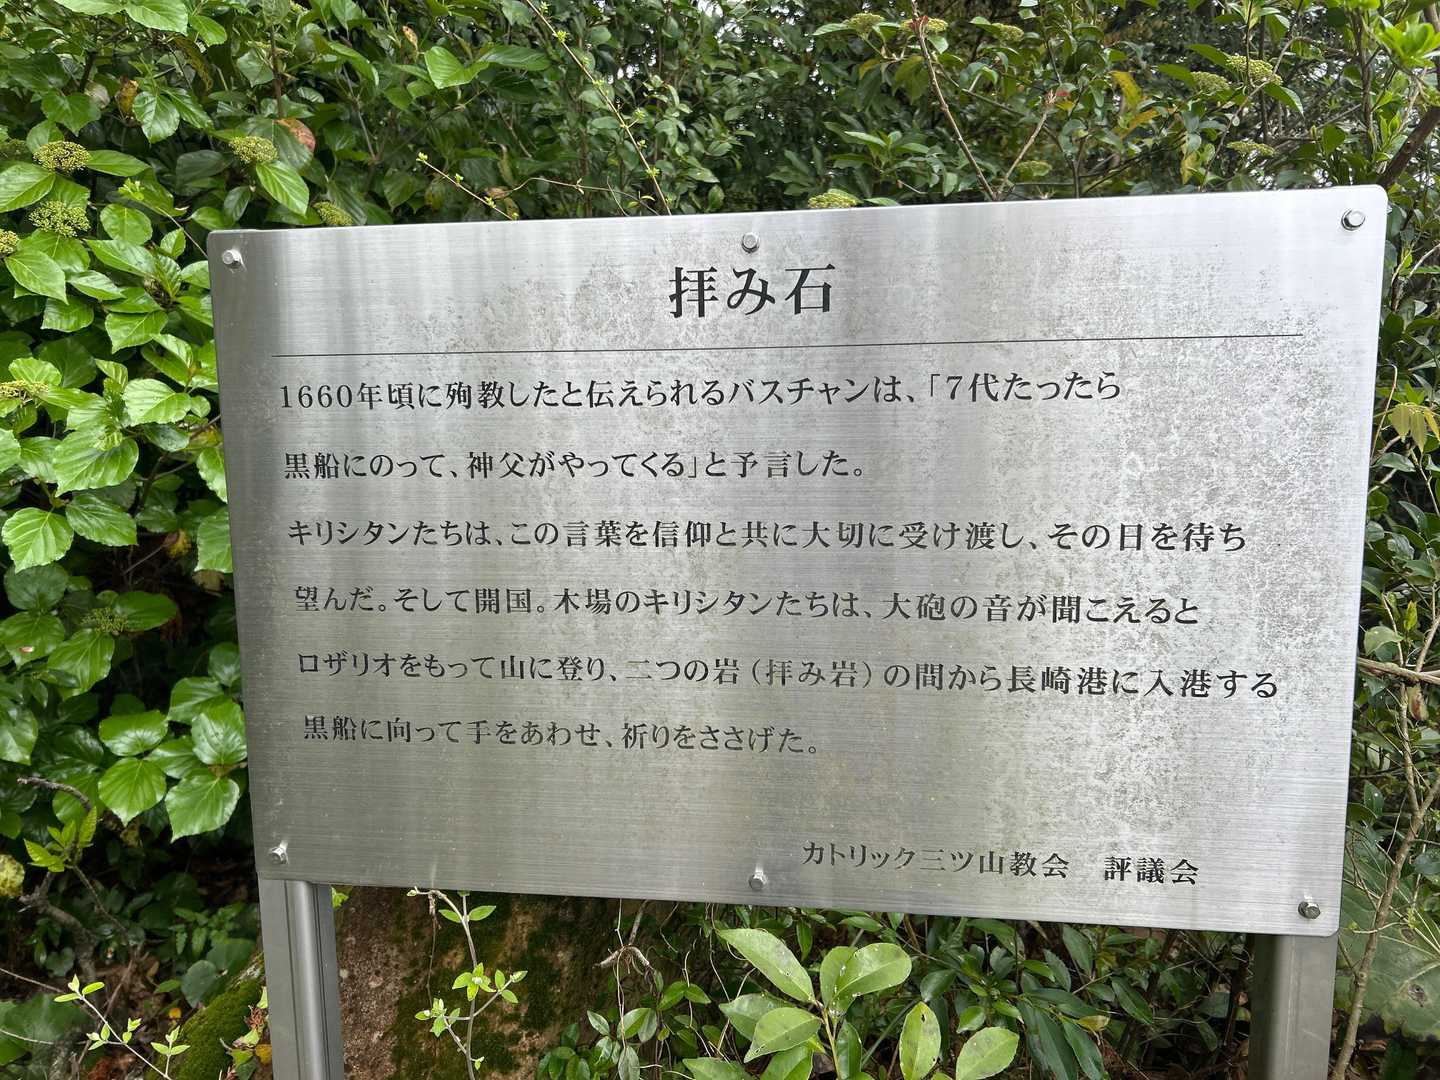 拝み石
1660年頃に殉教したと伝えられるバスチャンは、「7代たったら
黒船にのって、神父がやってくる」と予言した。
キリシタンたちは、この言葉を信仰と共に大切に受け渡し、その日を待ち
望んだ。そして開国。木場のキリシタンたちは、大砲の音が聞こえると
ロザリオをもって山に登り、二つの岩(拝み岩)の間から長崎港に入港する
黒船に向って手をあわせ、祈りをささげた。
カトリック三ツ山教会 評議会